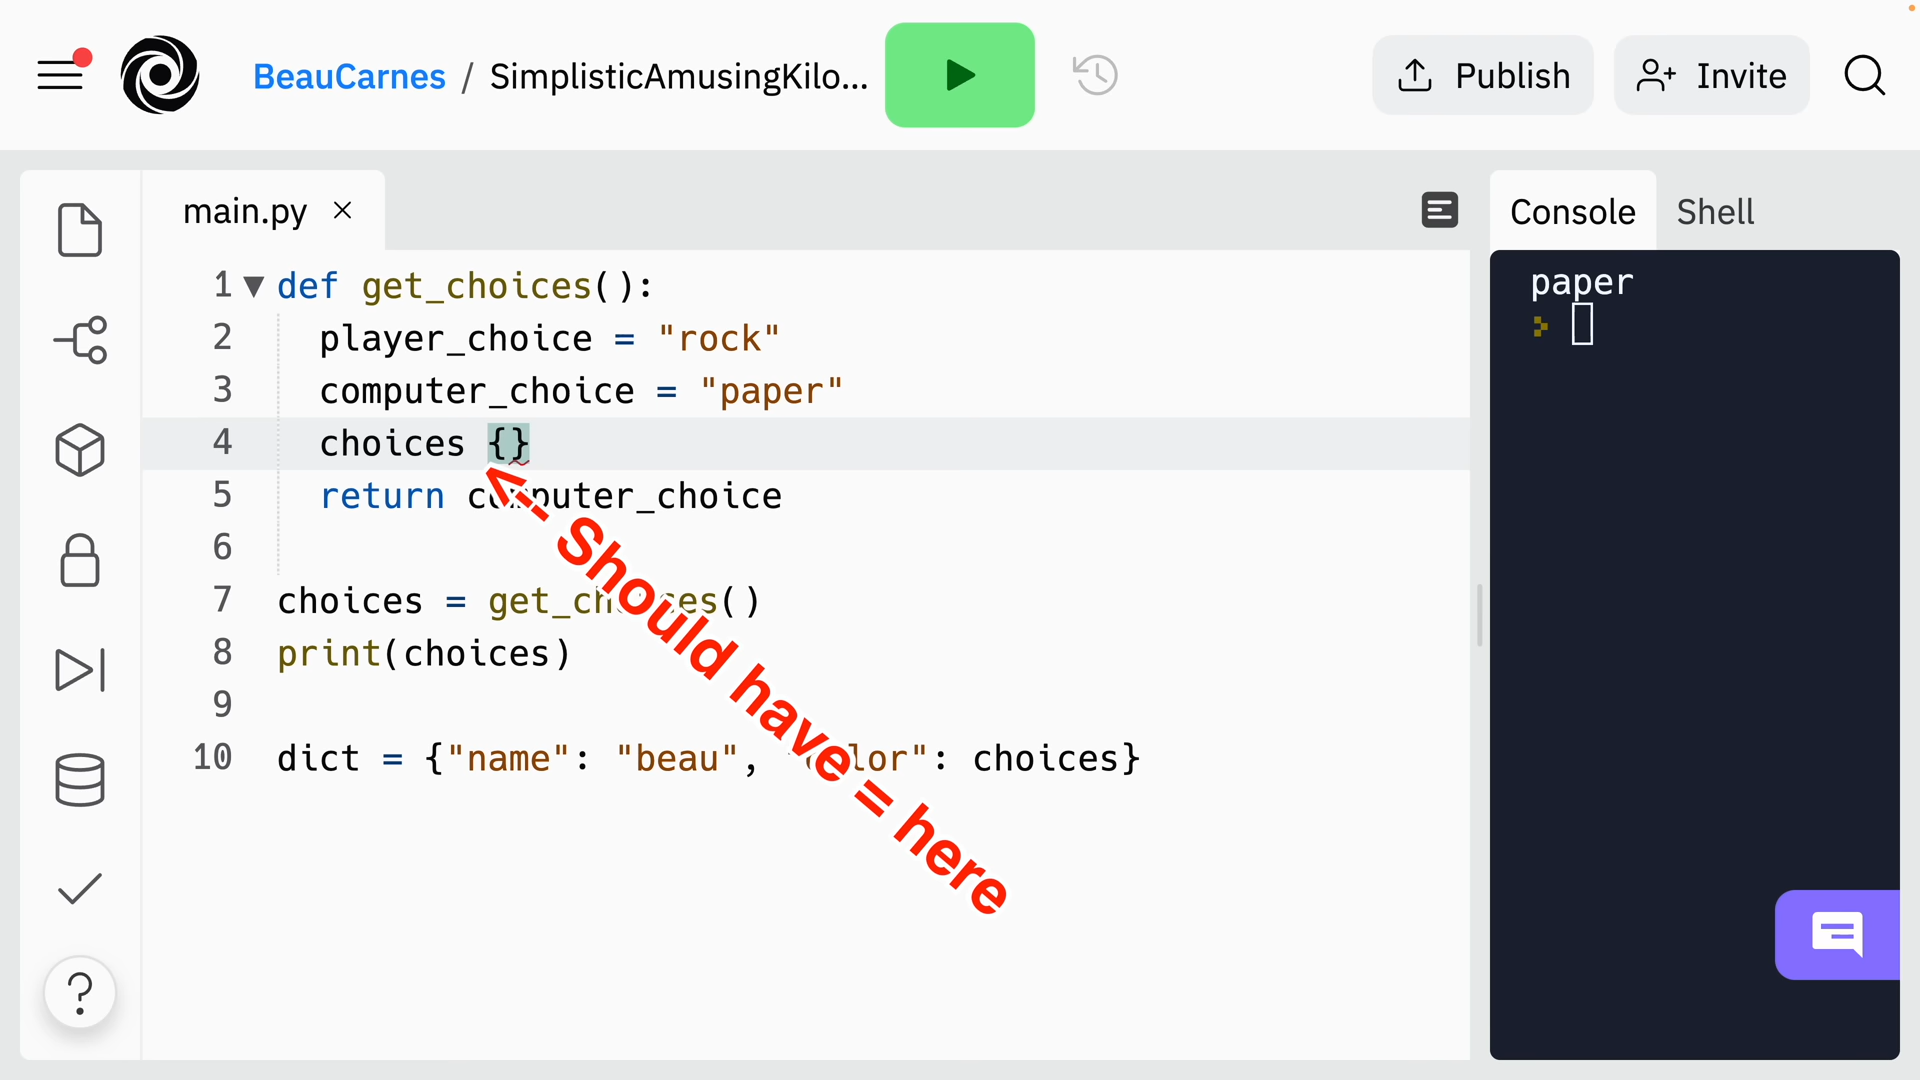 BeauCarnes / SimplisticAmusingKilo...
Publish
Invite
main.py
Console
Shell
1 def get_choices():
2 player_choice = "rock"
3 computer_choice = "paper"
4 choices {}
5 return computer_choice
6
7 choices = get_choices()
8 print(choices)
9
10 dict = {"name": "beau", "color": choices}
<-- Should have = here
paper
?